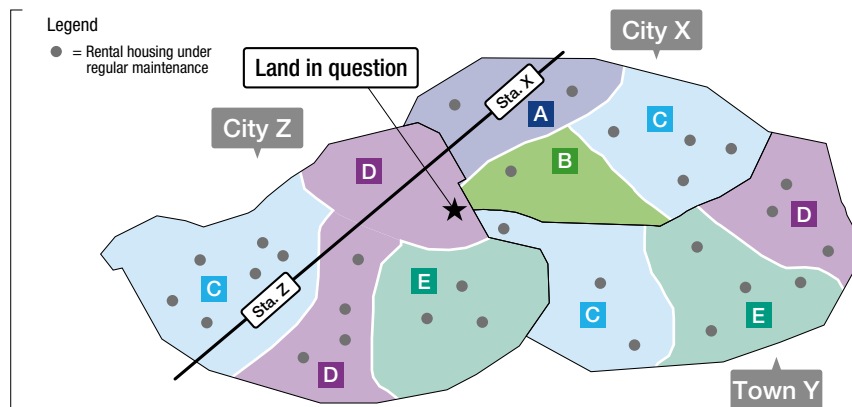 Legend
= Rental housing under
regular maintenance
Land in question
City X
City Z
Town Y
Sta. X
Sta. Z
A
B
C
D
D
C
E
C
E
D